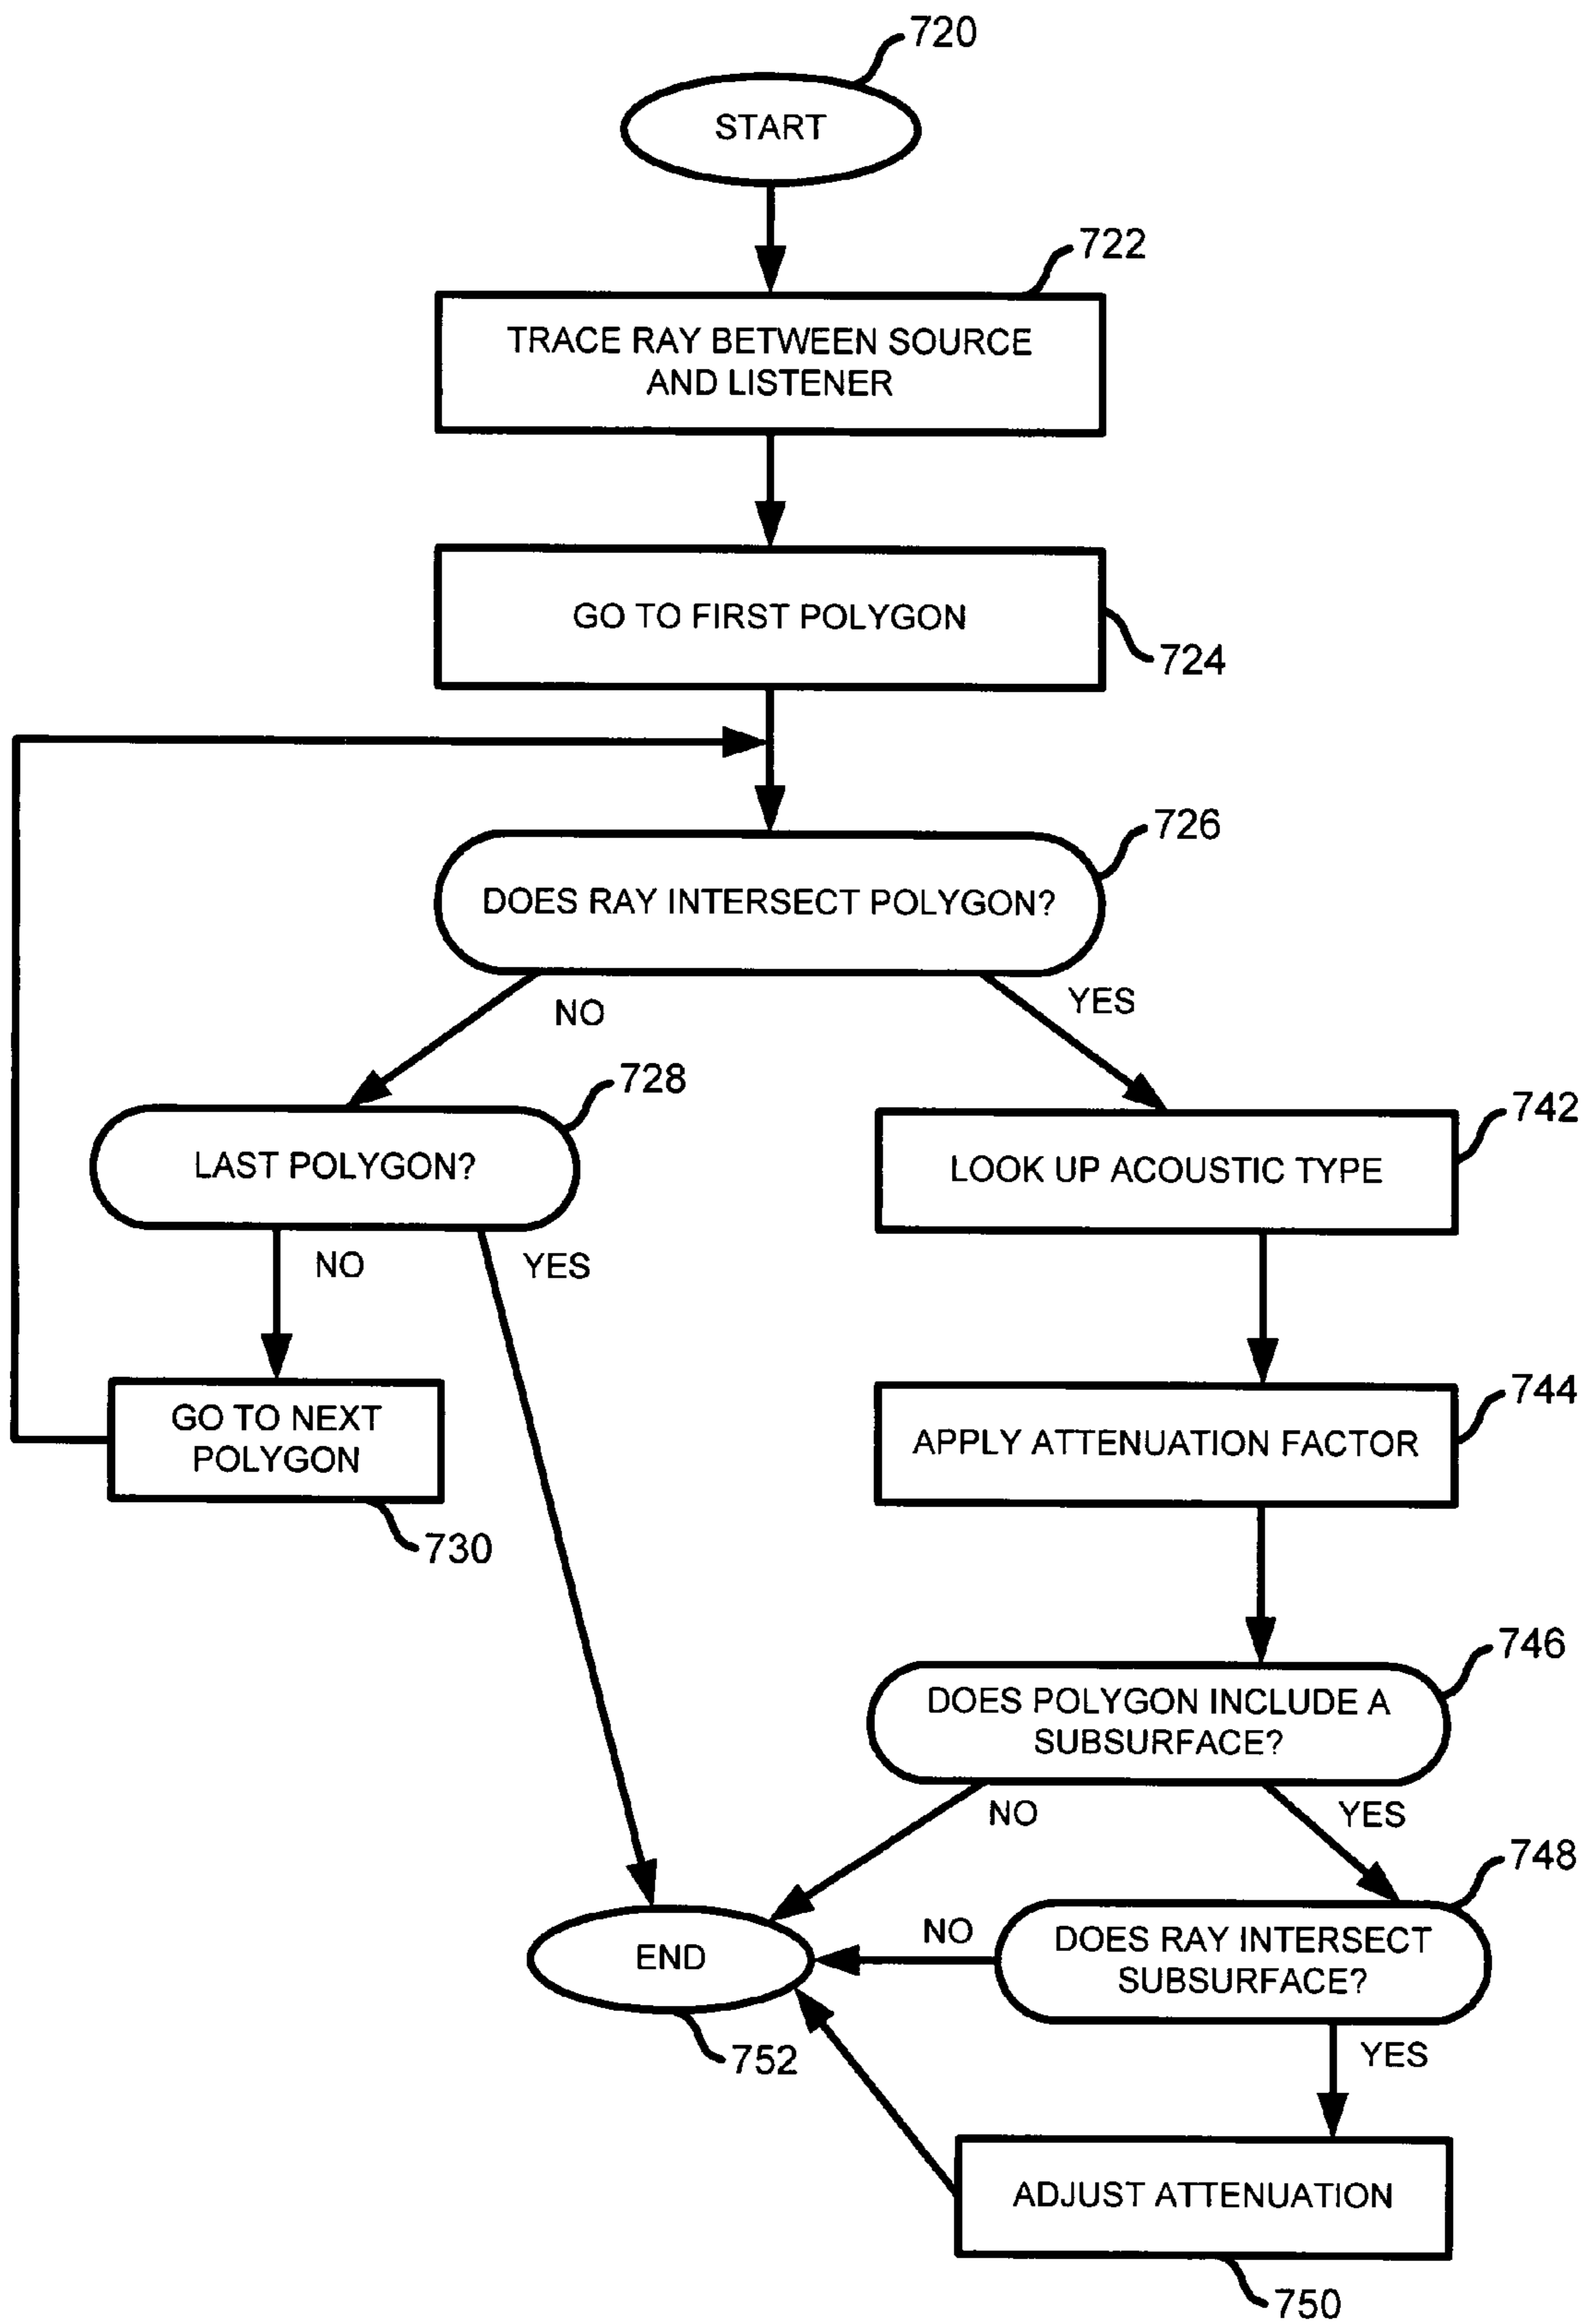 720
START
722
TRACE RAY BETWEEN SOURCE
AND LISTENER
GO TO FIRST POLYGON
724
726
DOES RAY INTERSECT POLYGON?
NO
YES
728
LAST POLYGON?
742
LOOK UP ACOUSTIC TYPE
NO
YES
GO TO NEXT
POLYGON
730
744
APPLY ATTENUATION FACTOR
746
DOES POLYGON INCLUDE A
SUBSURFACE?
NO
YES
748
DOES RAY INTERSECT
SUBSURFACE?
NO
END
752
YES
ADJUST ATTENUATION
750